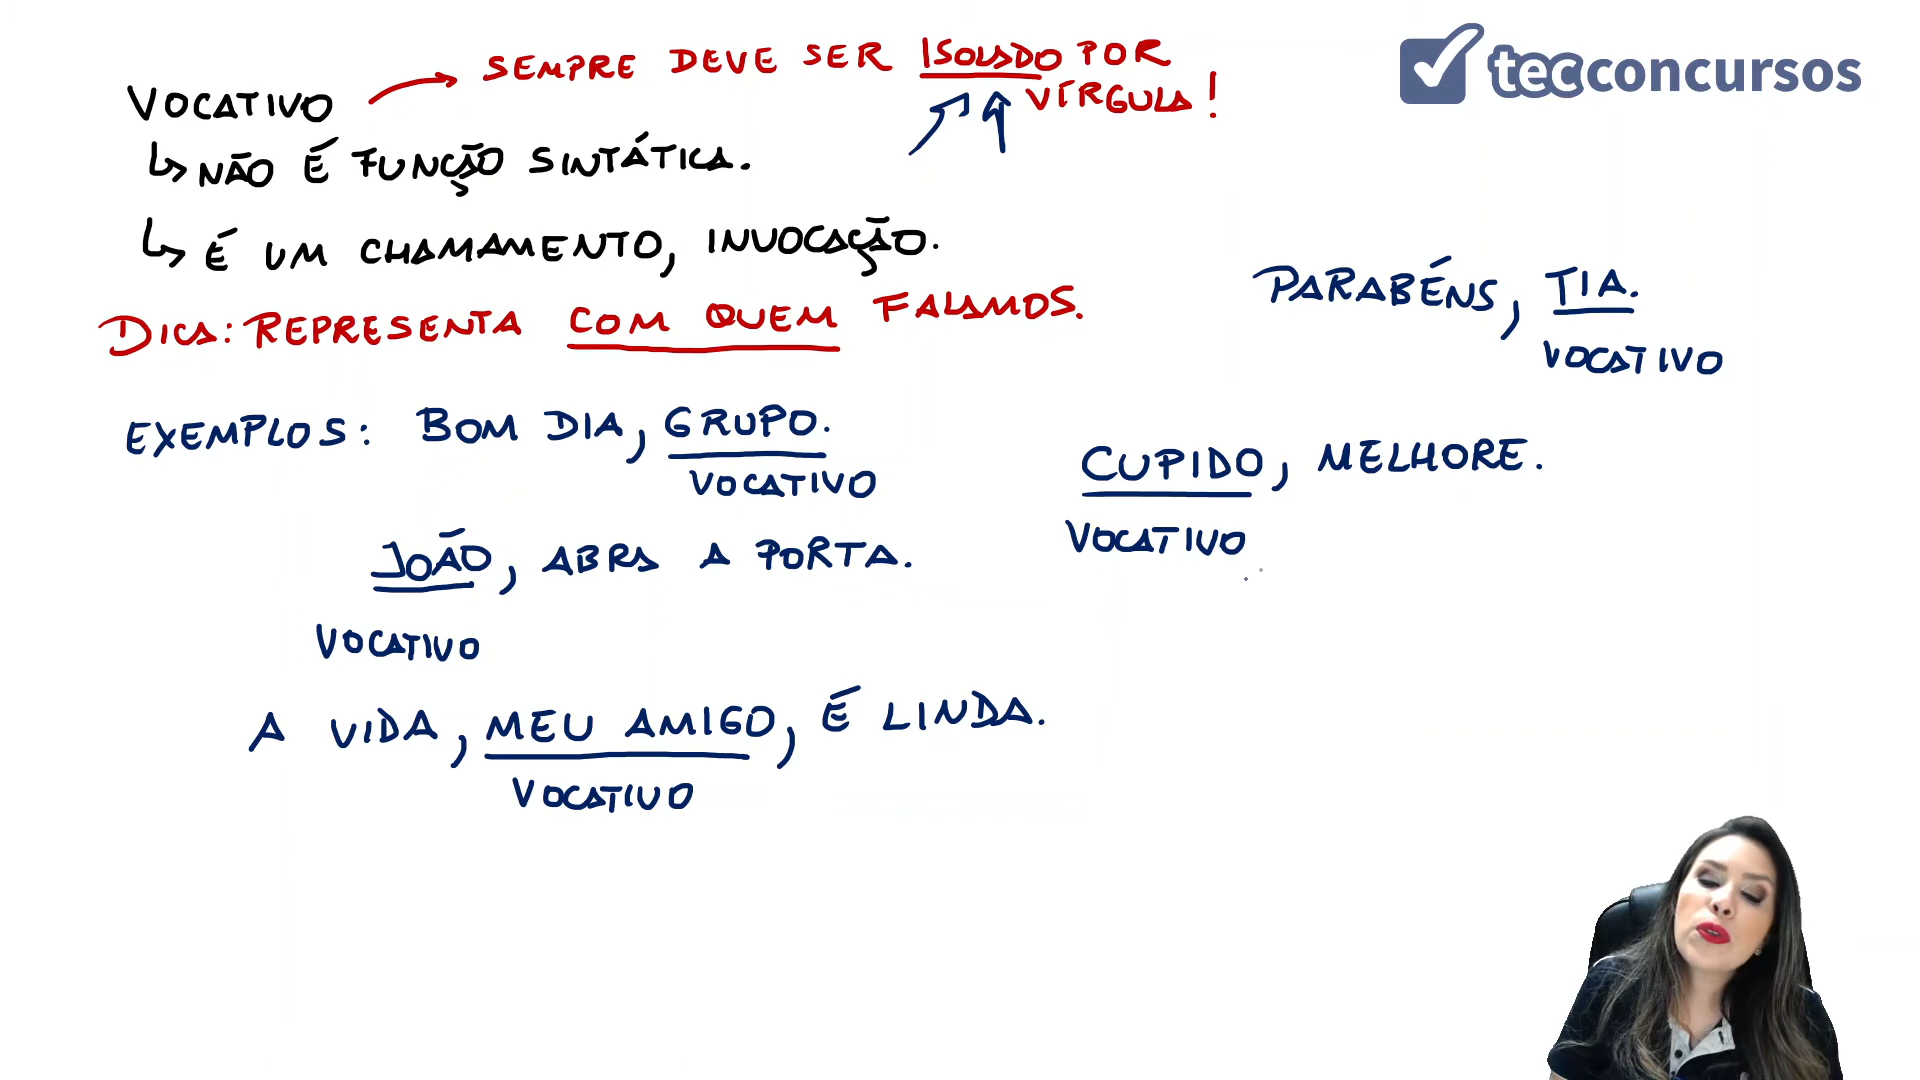 SEMPRE DEVE SER ISOLADO POR
VÍRGULA!
tecconcursos
VOCATIVO
NÃO É FUNÇÃO SINTÁTICA.
É UM CHAMAMENTO, INVOCAÇÃO.
DICA: REPRESENTA COM QUEM FALAMOS.
EXEMPLOS: BOM DIA, GRUPO.
VOCATIVO
JOÃO, ABRA A PORTA.
VOCATIVO
A VIDA, MEU AMIGO, É LINDA.
VOCATIVO
PARABÉNS, TIA.
VOCATIVO
CUPIDO, MELHORE.
VOCATIVO